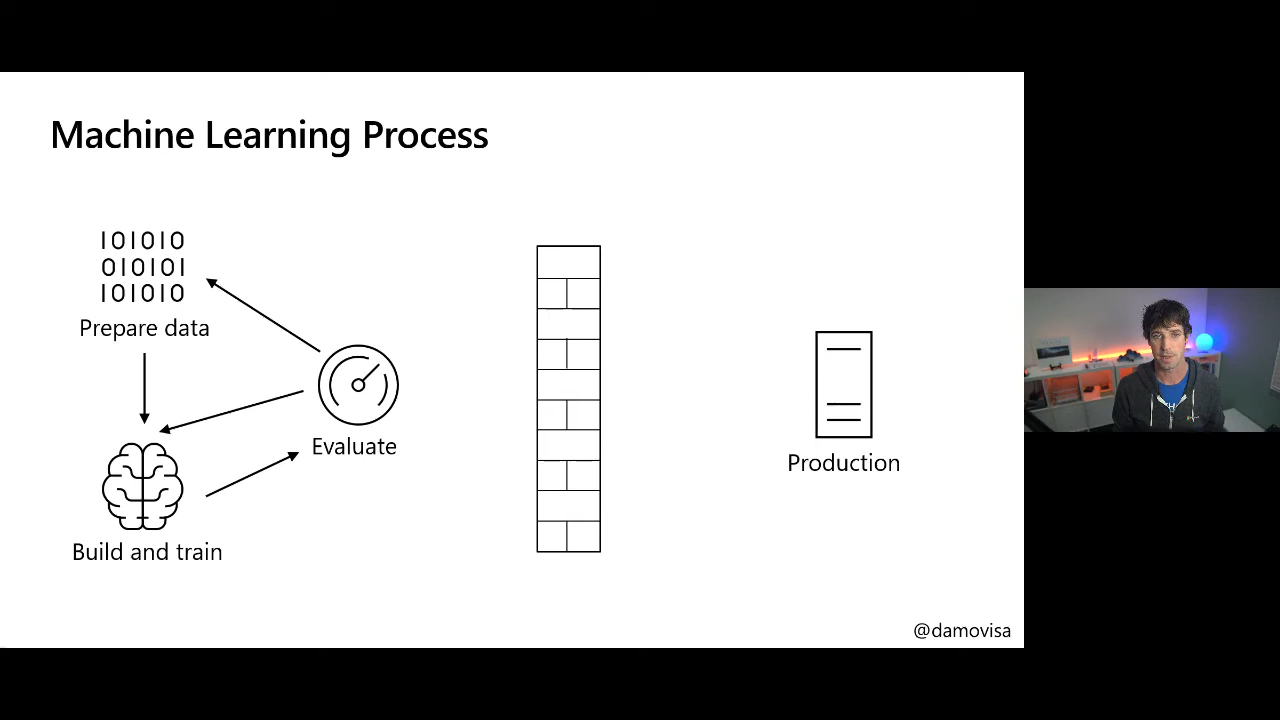 Machine Learning Process
101010
010101
101010
Prepare data
Evaluate
Build and train
Production
@damovisa